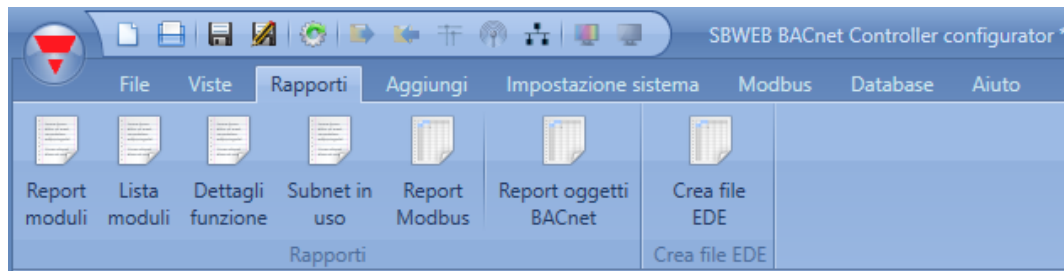 SBWEB BACnet Controller configurator *
File Viste Rapporti Aggiungi Impostazione sistema Modbus Database Aiuto
Report moduli
Lista moduli
Dettagli funzione
Subnet in uso
Report Modbus
Report oggetti BACnet
Crea file EDE
Rapporti
Crea file EDE